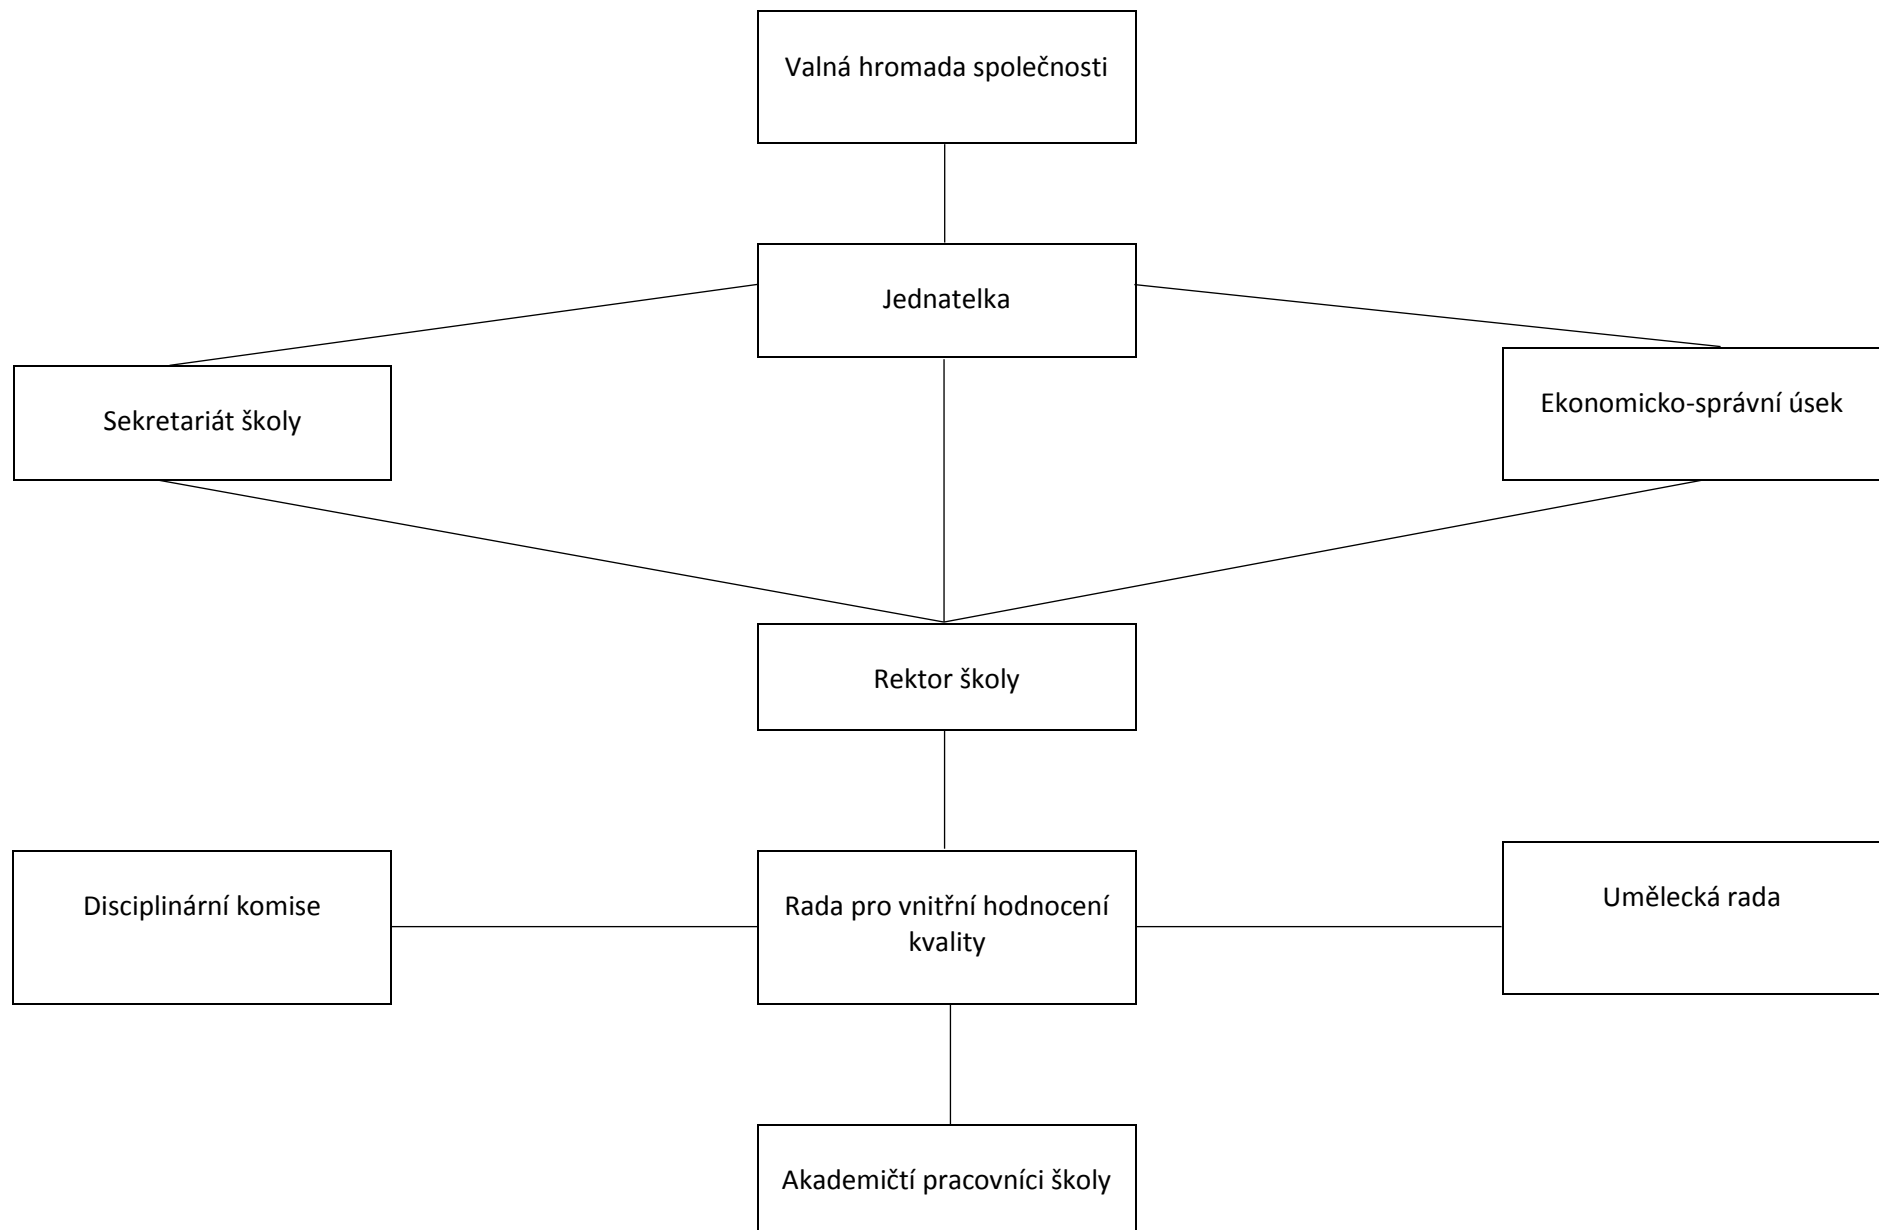 Valná hromada společnosti
Jednatelka
Sekretariát školy
Ekonomicko-správní úsek
Rektor školy
Disciplinární komise
Rada pro vnitřní hodnocení
kvality
Umělecká rada
Akademičtí pracovníci školy